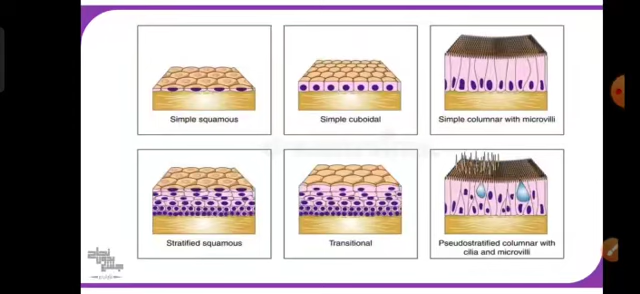 Simple squamous
Simple cuboidal
Simple columnar with microvilli
Stratified squamous
Transitional
Pseudostratified columnar with
cilia and microvilli